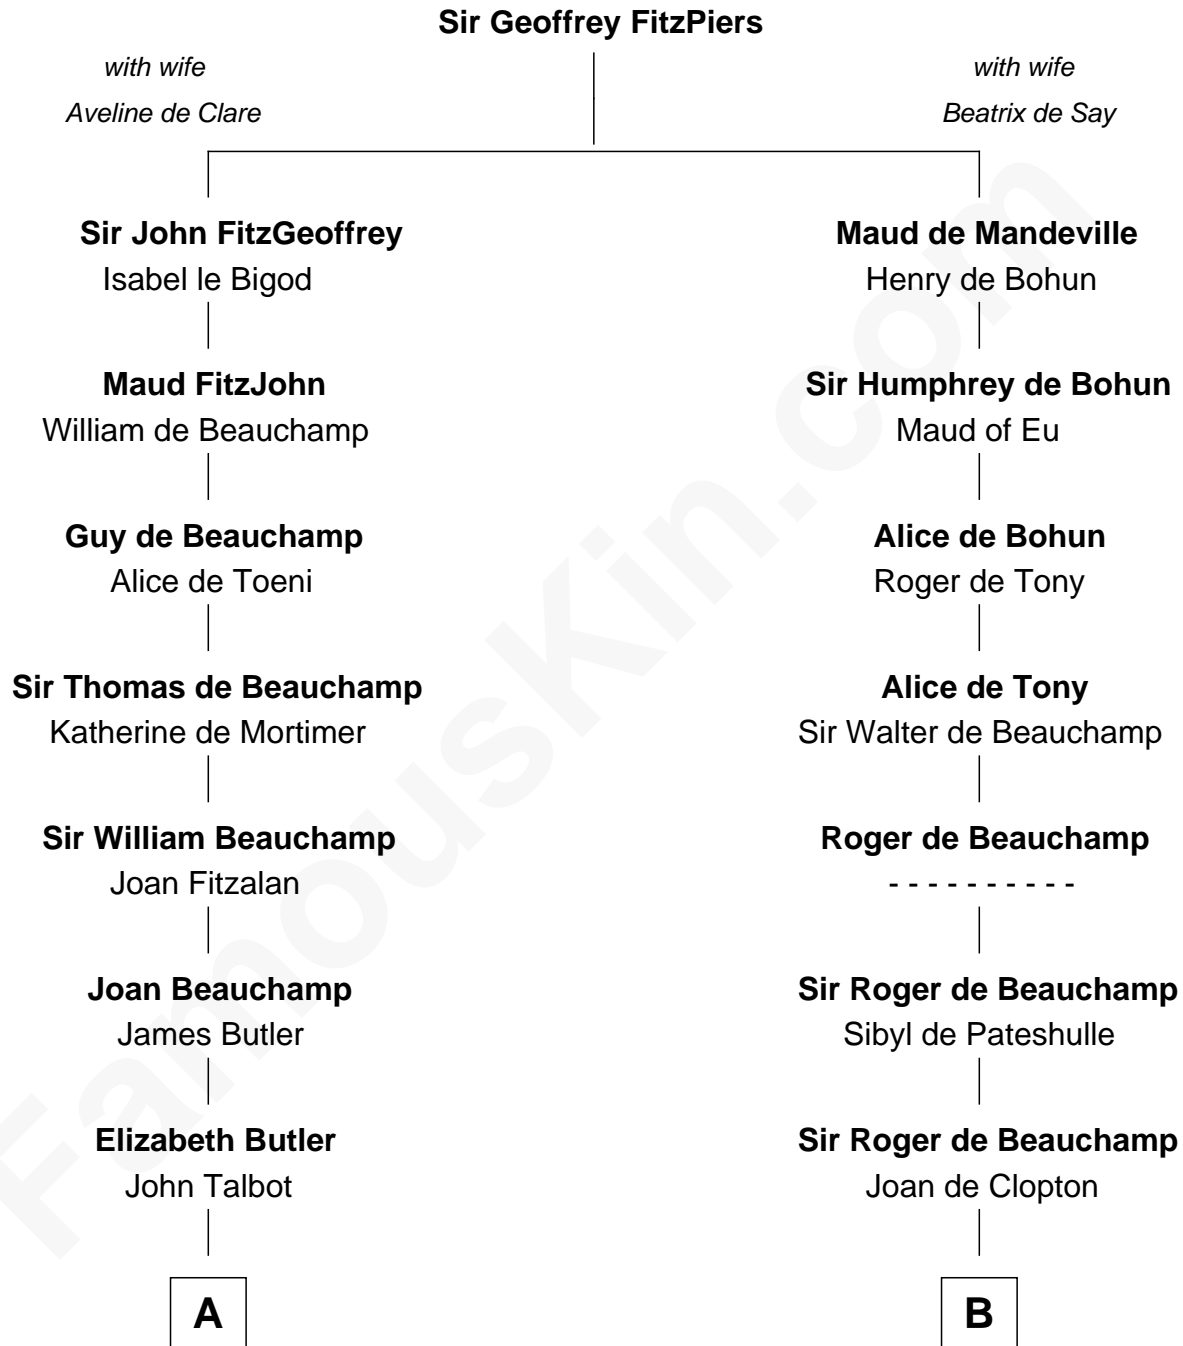 Sir Geoffrey FitzPiers
with wife
Aveline de Clare
with wife
Beatrix de Say
Sir John FitzGeoffrey
Isabel le Bigod
Maud de Mandeville
Henry de Bohun
Maud FitzJohn
William de Beauchamp
Sir Humphrey de Bohun
Maud of Eu
Guy de Beauchamp
Alice de Toeni
Alice de Bohun
Roger de Tony
Sir Thomas de Beauchamp
Katherine de Mortimer
Alice de Tony
Sir Walter de Beauchamp
Sir William Beauchamp
Joan Fitzalan
Roger de Beauchamp
- - - - - - - - - -
Joan Beauchamp
James Butler
Sir Roger de Beauchamp
Sibyl de Pateshulle
Elizabeth Butler
John Talbot
Sir Roger de Beauchamp
Joan de Clopton
A
B
FamousKin.com